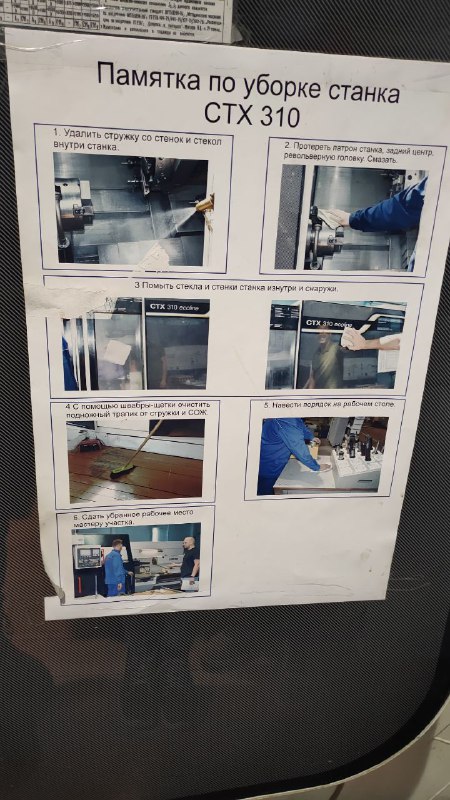 Памятка по уборке станка
CTX 310
1. Удалить стружку со стенок и стекол
внутри станка.
2. Протереть патрон станка, задний центр,
револьверную головку. Смазать.
3 Помыть стекла и стенки станка изнутри и снаружи.
CTX 310 ecoline
CTX 310 ecoline
4 С помощью швабры-щетки очистить
подножный трапик от стружки и СОЖ.
5. Навести порядок на рабочем столе.
6. Сдать убранное рабочее место
мастеру участка.